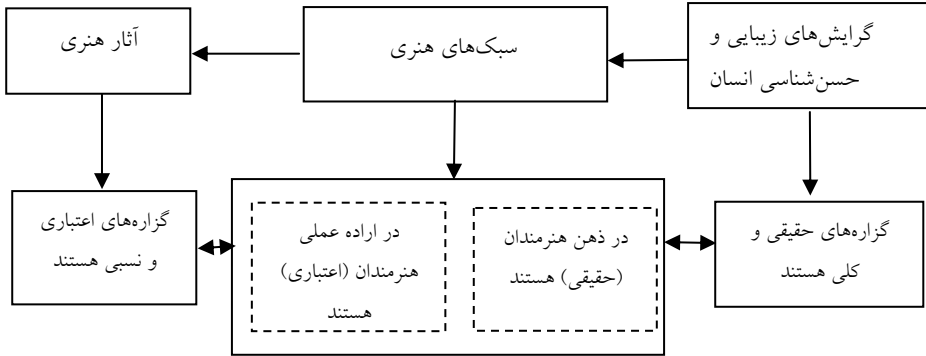 گرایش‌های زیبایی و
حسن‌شناسی انسان
سبک‌های هنری
آثار هنری
گزاره‌های حقیقی و
کلی هستند
در ذهن هنرمندان
(حقیقی) هستند
در اراده عملی
هنرمندان (اعتباری)
هستند
گزاره‌های اعتباری
و نسبی هستند